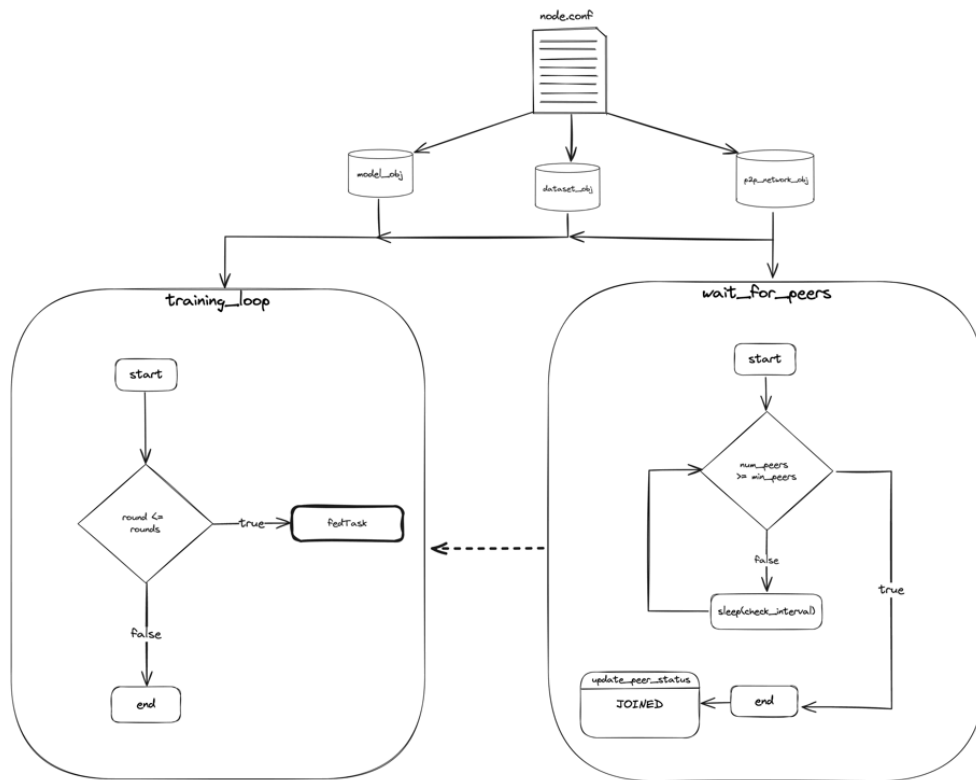 node.conf
model_obj
dataset_obj
p2p_network_obj
training_loop
start
round <=
rounds
true
fedTask
false
end
wait_for_peers
start
num_peers
>= min_peers
false
true
sleep(check_interval)
update_peer_status
JOINED
end